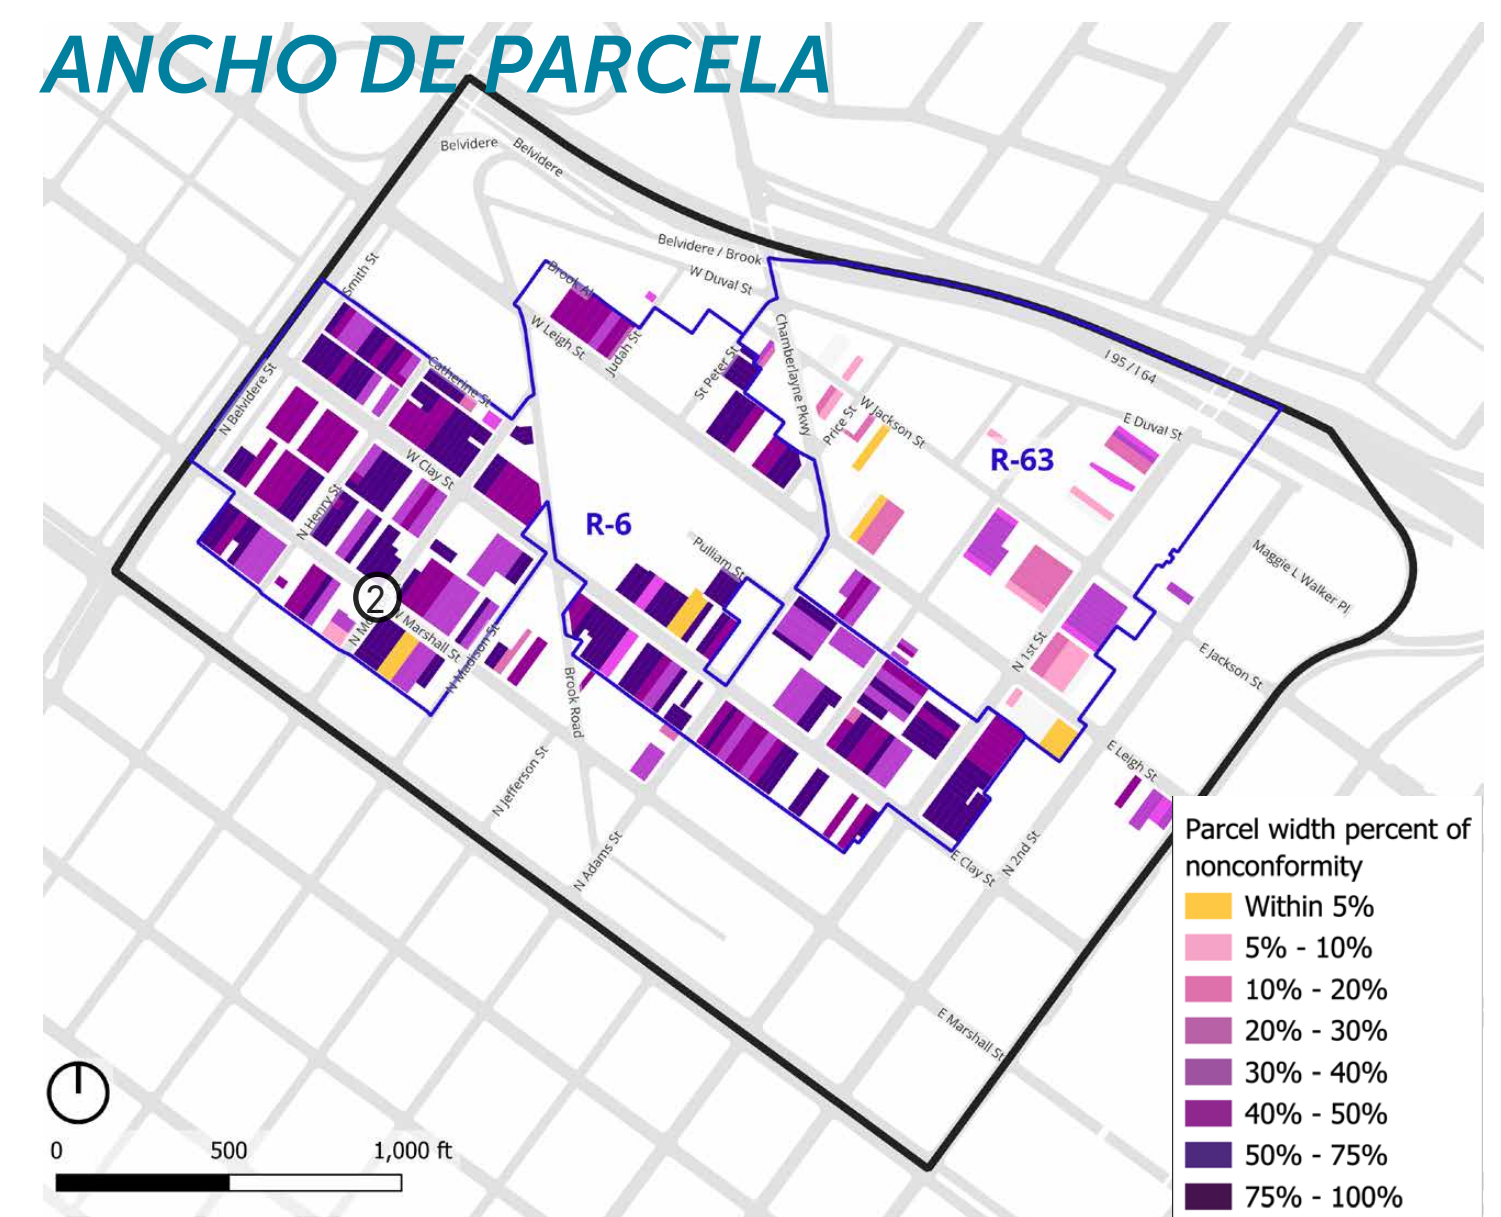 ANCHO DE PARCELA
Belvidere
Belvidere
Belvidere / Brook
W Duval St
Smith St
Brook Al
W Leigh St
Judah St
St Peter St
Chamberlayne Pkwy
I 95 / I 64
Price St
W Jackson St
E Duval St
N Belvidere St
Catherine St
R-63
W Clay St
N Henry St
R-6
Pulliam St
Maggie L Walker Pl
2
W Marshall St
N Madison St
Brook Road
N 1st St
E Jackson St
N Jefferson St
E Leigh St
N Adams St
E Clay St
N 2nd St
E Marshall St
0 500 1,000 ft
Parcel width percent of
nonconformity
Within 5%
5% - 10%
10% - 20%
20% - 30%
30% - 40%
40% - 50%
50% - 75%
75% - 100%